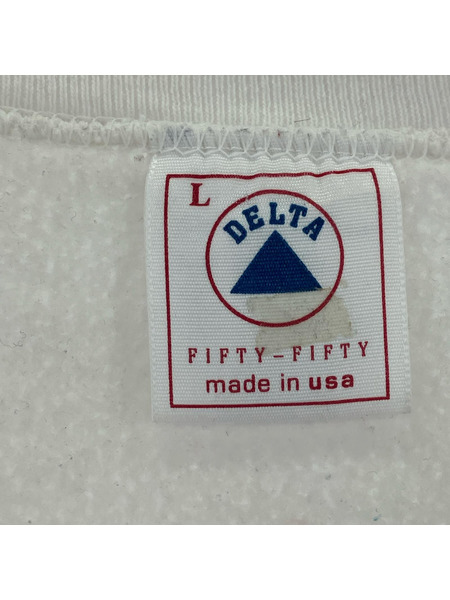 L
DELTA
FIFTY-FIFTY
made in usa